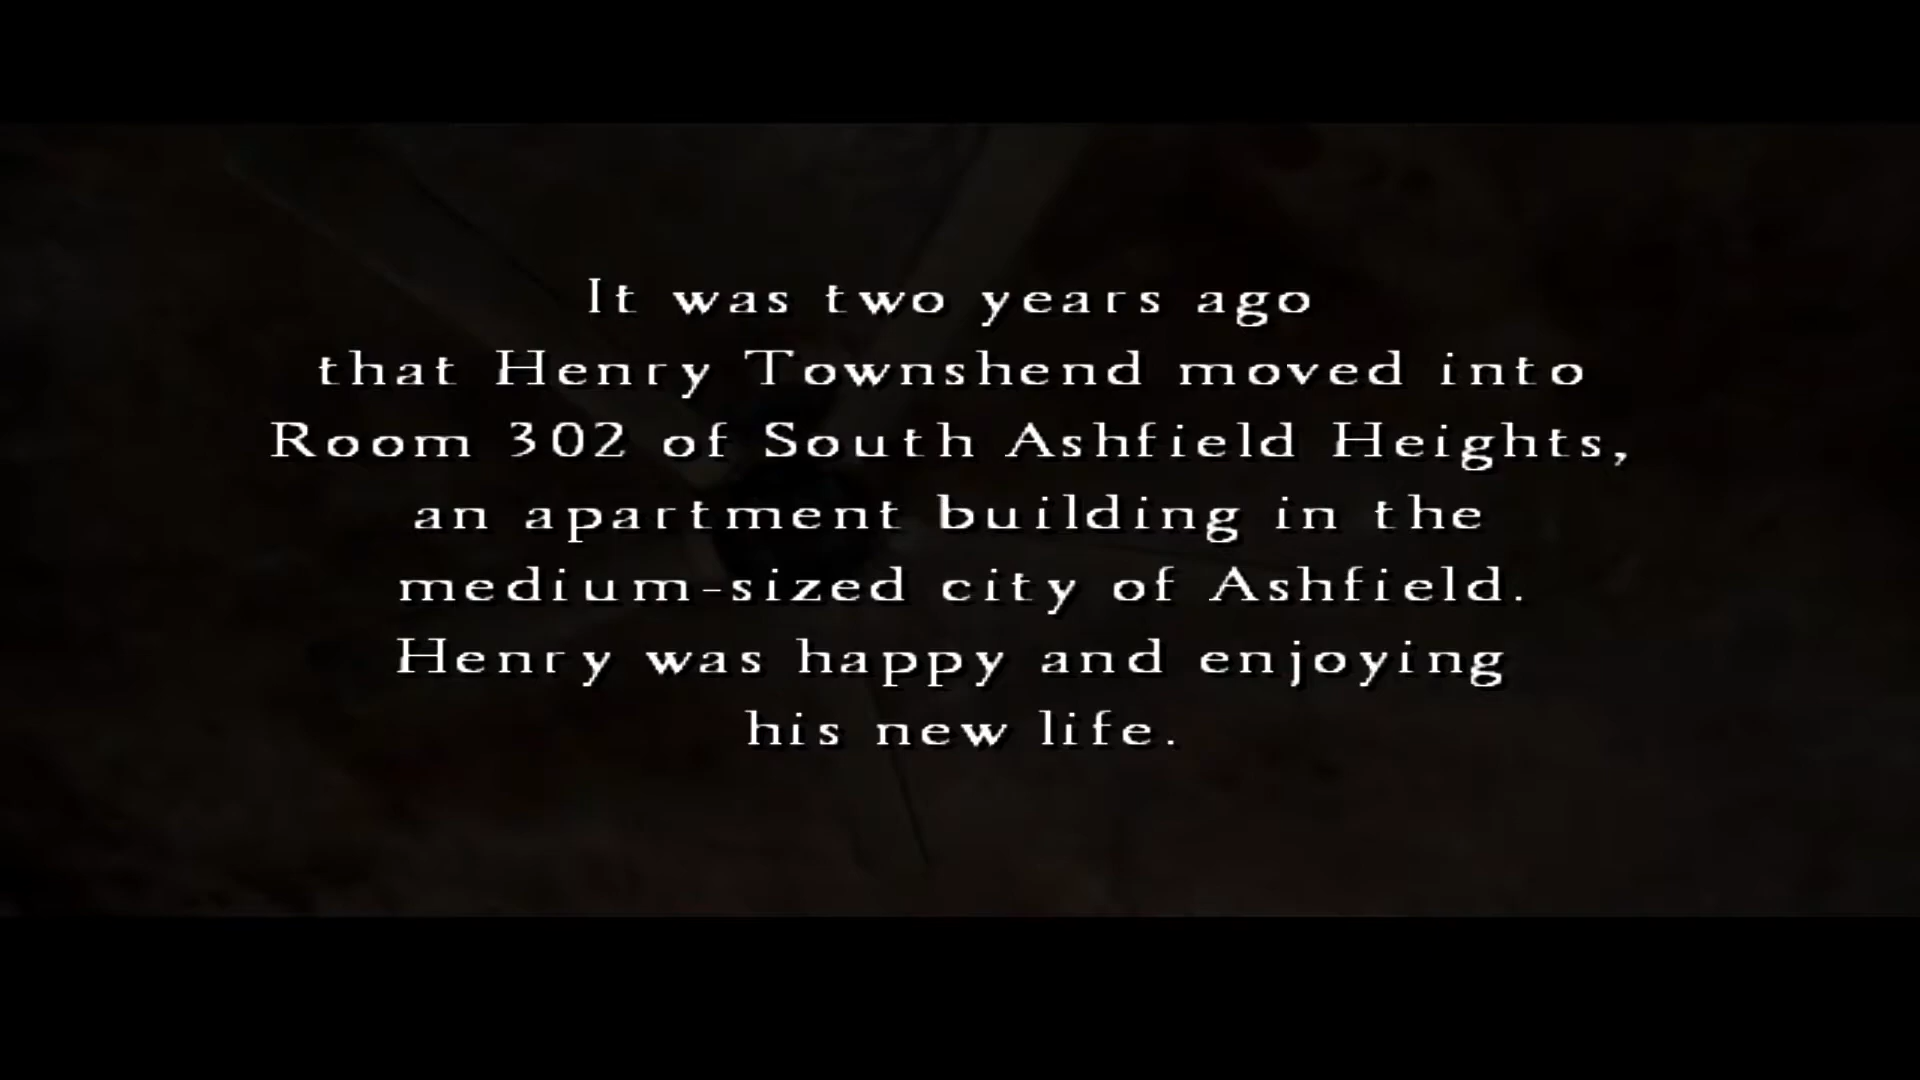 It was two years ago
that Henry Townshend moved into
Room 302 of South Ashfield Heights,
an apartment building in the
medium-sized city of Ashfield.
Henry was happy and enjoying
his new life.